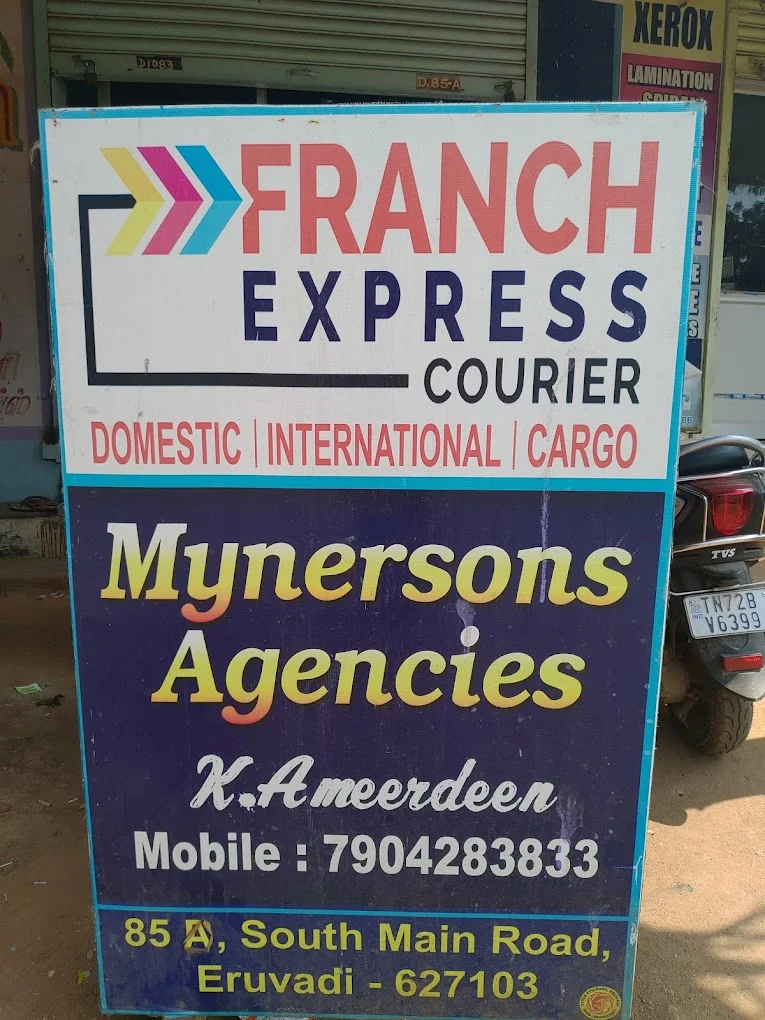 D1083
D.85-A
XEROX
LAMINATION
FRANCH
EXPRESS
COURIER
DOMESTIC | INTERNATIONAL | CARGO
Mynersons
Agencies
K.Ameerdeen
Mobile : 7904283833
85 A, South Main Road,
Eruvadi - 627103
TVS
TN72B
V6399